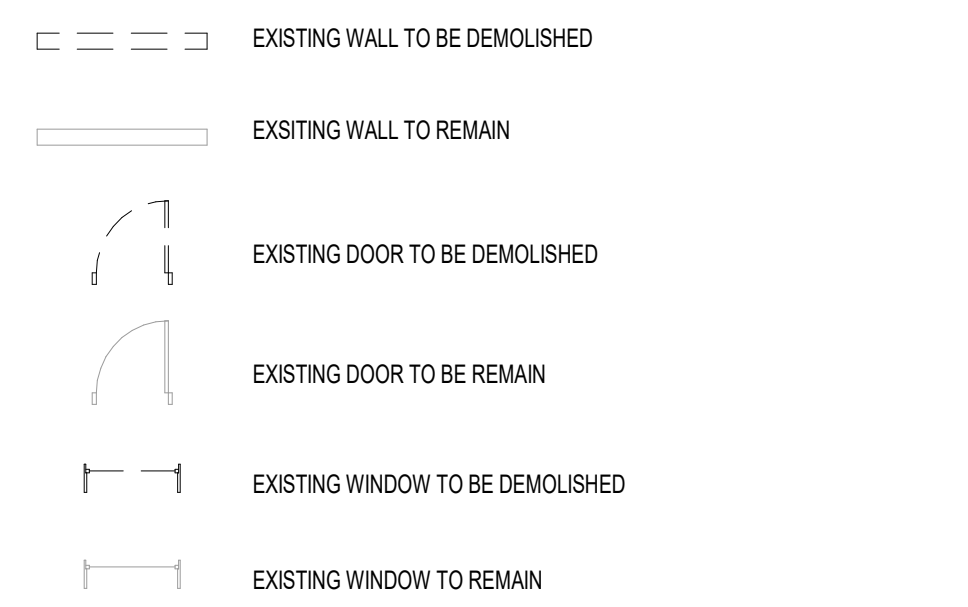 EXISTING WALL TO BE DEMOLISHED
EXSITING WALL TO REMAIN
EXISTING DOOR TO BE DEMOLISHED
EXISTING DOOR TO BE REMAIN
EXISTING WINDOW TO BE DEMOLISHED
EXISTING WINDOW TO REMAIN